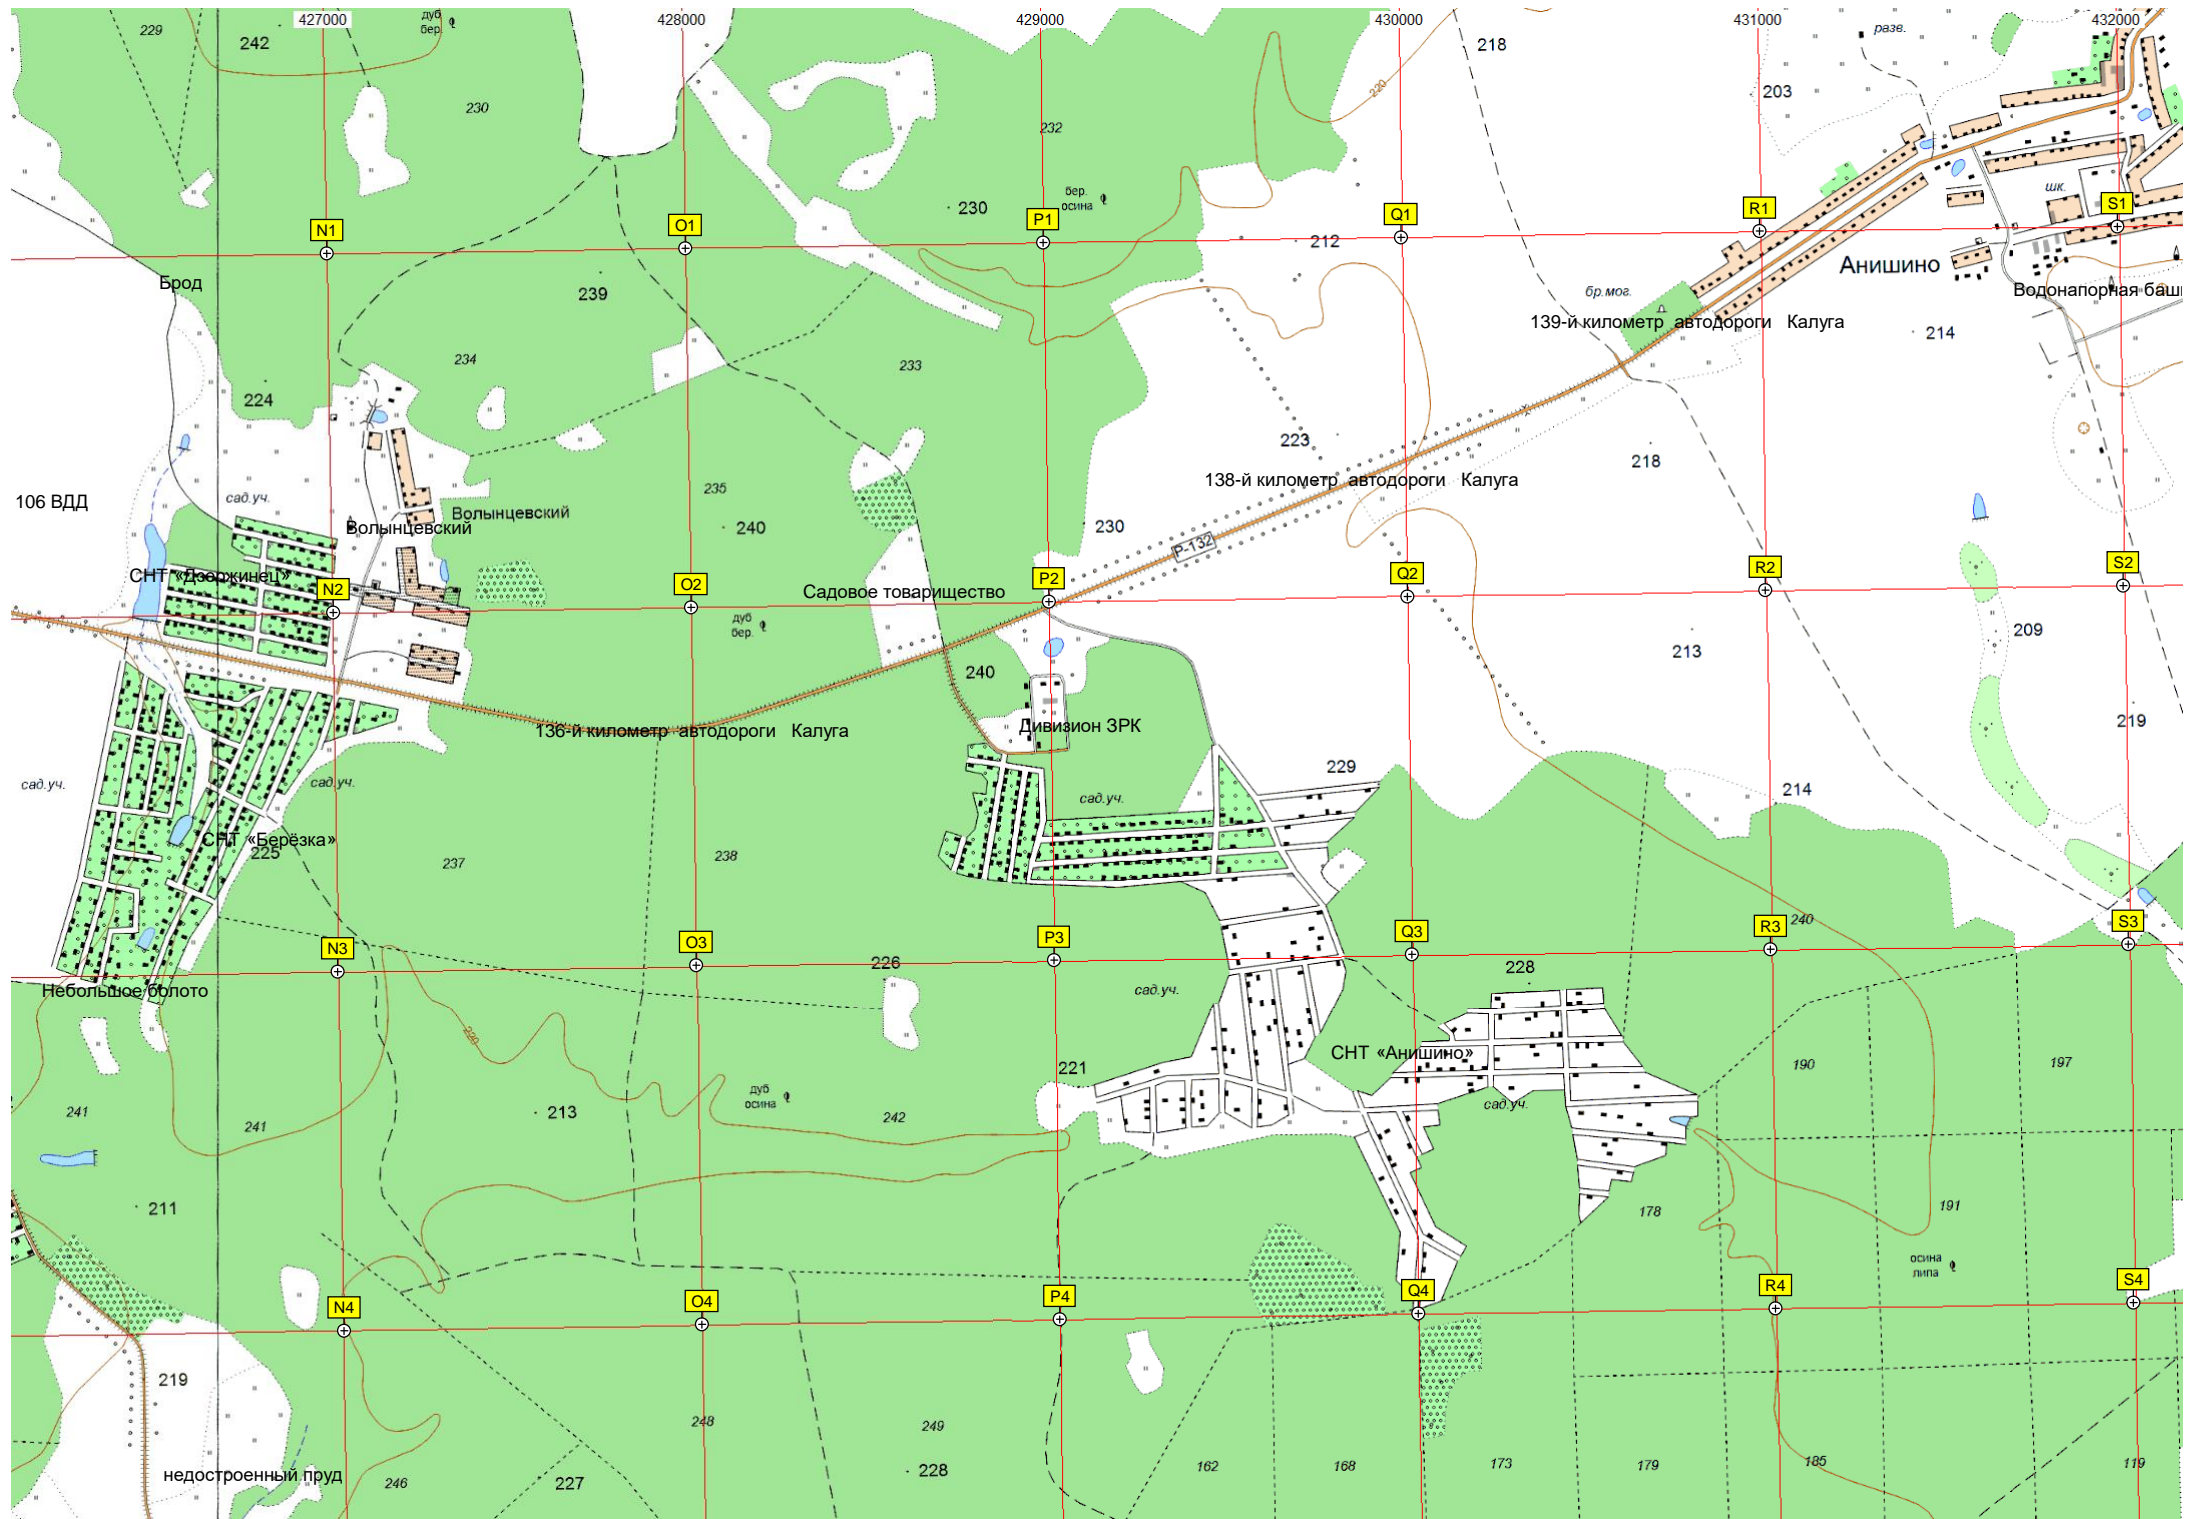 427000
428000
429000
430000
431000
432000
229
242
дуб
бер.
218
разв.
230
203
232
шк.
бер.
осина
230
N1
O1
P1
Q1
R1
S1
212
Анишино
Брод
239
бр.мог.
Водонапорная баш
139-й километр автодороги Калуга
214
234
233
220
224
223
218
138-й километр автодороги Калуга
106 ВДД
сад.уч.
235
Волынцевский
Волынцевский
240
230
Р-132
СНТ «Дзержинец»
N2
O2
P2
Q2
R2
S2
Садовое товарищество
дуб
бер.
209
213
240
219
136-й километр автодороги Калуга
Дивизион ЗРК
229
сад.уч.
сад.уч.
214
сад.уч.
СНТ «Берёзка»
225
237
238
240
N3
O3
P3
Q3
R3
S3
226
228
Небольшое болото
сад.уч.
220
СНТ «Анишино»
221
190
197
241
241
213
дуб
осина
242
сад.уч.
211
178
191
осина
липа
N4
O4
P4
Q4
R4
S4
219
248
249
недостроенный пруд
246
227
228
162
168
173
179
185
119